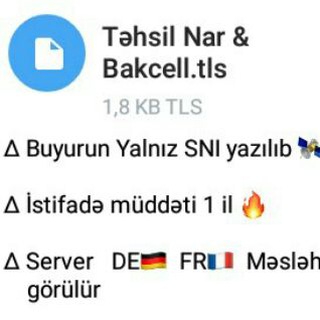 Təhsil Nar &
Bakcell.tls
1,8 KB TLS
∆ Buyurun Yalnız SNI yazılıb 🛰
∆ İstifadə müddəti 1 il 🔥
∆ Server DE🇩🇪 FR🇫🇷
görülür